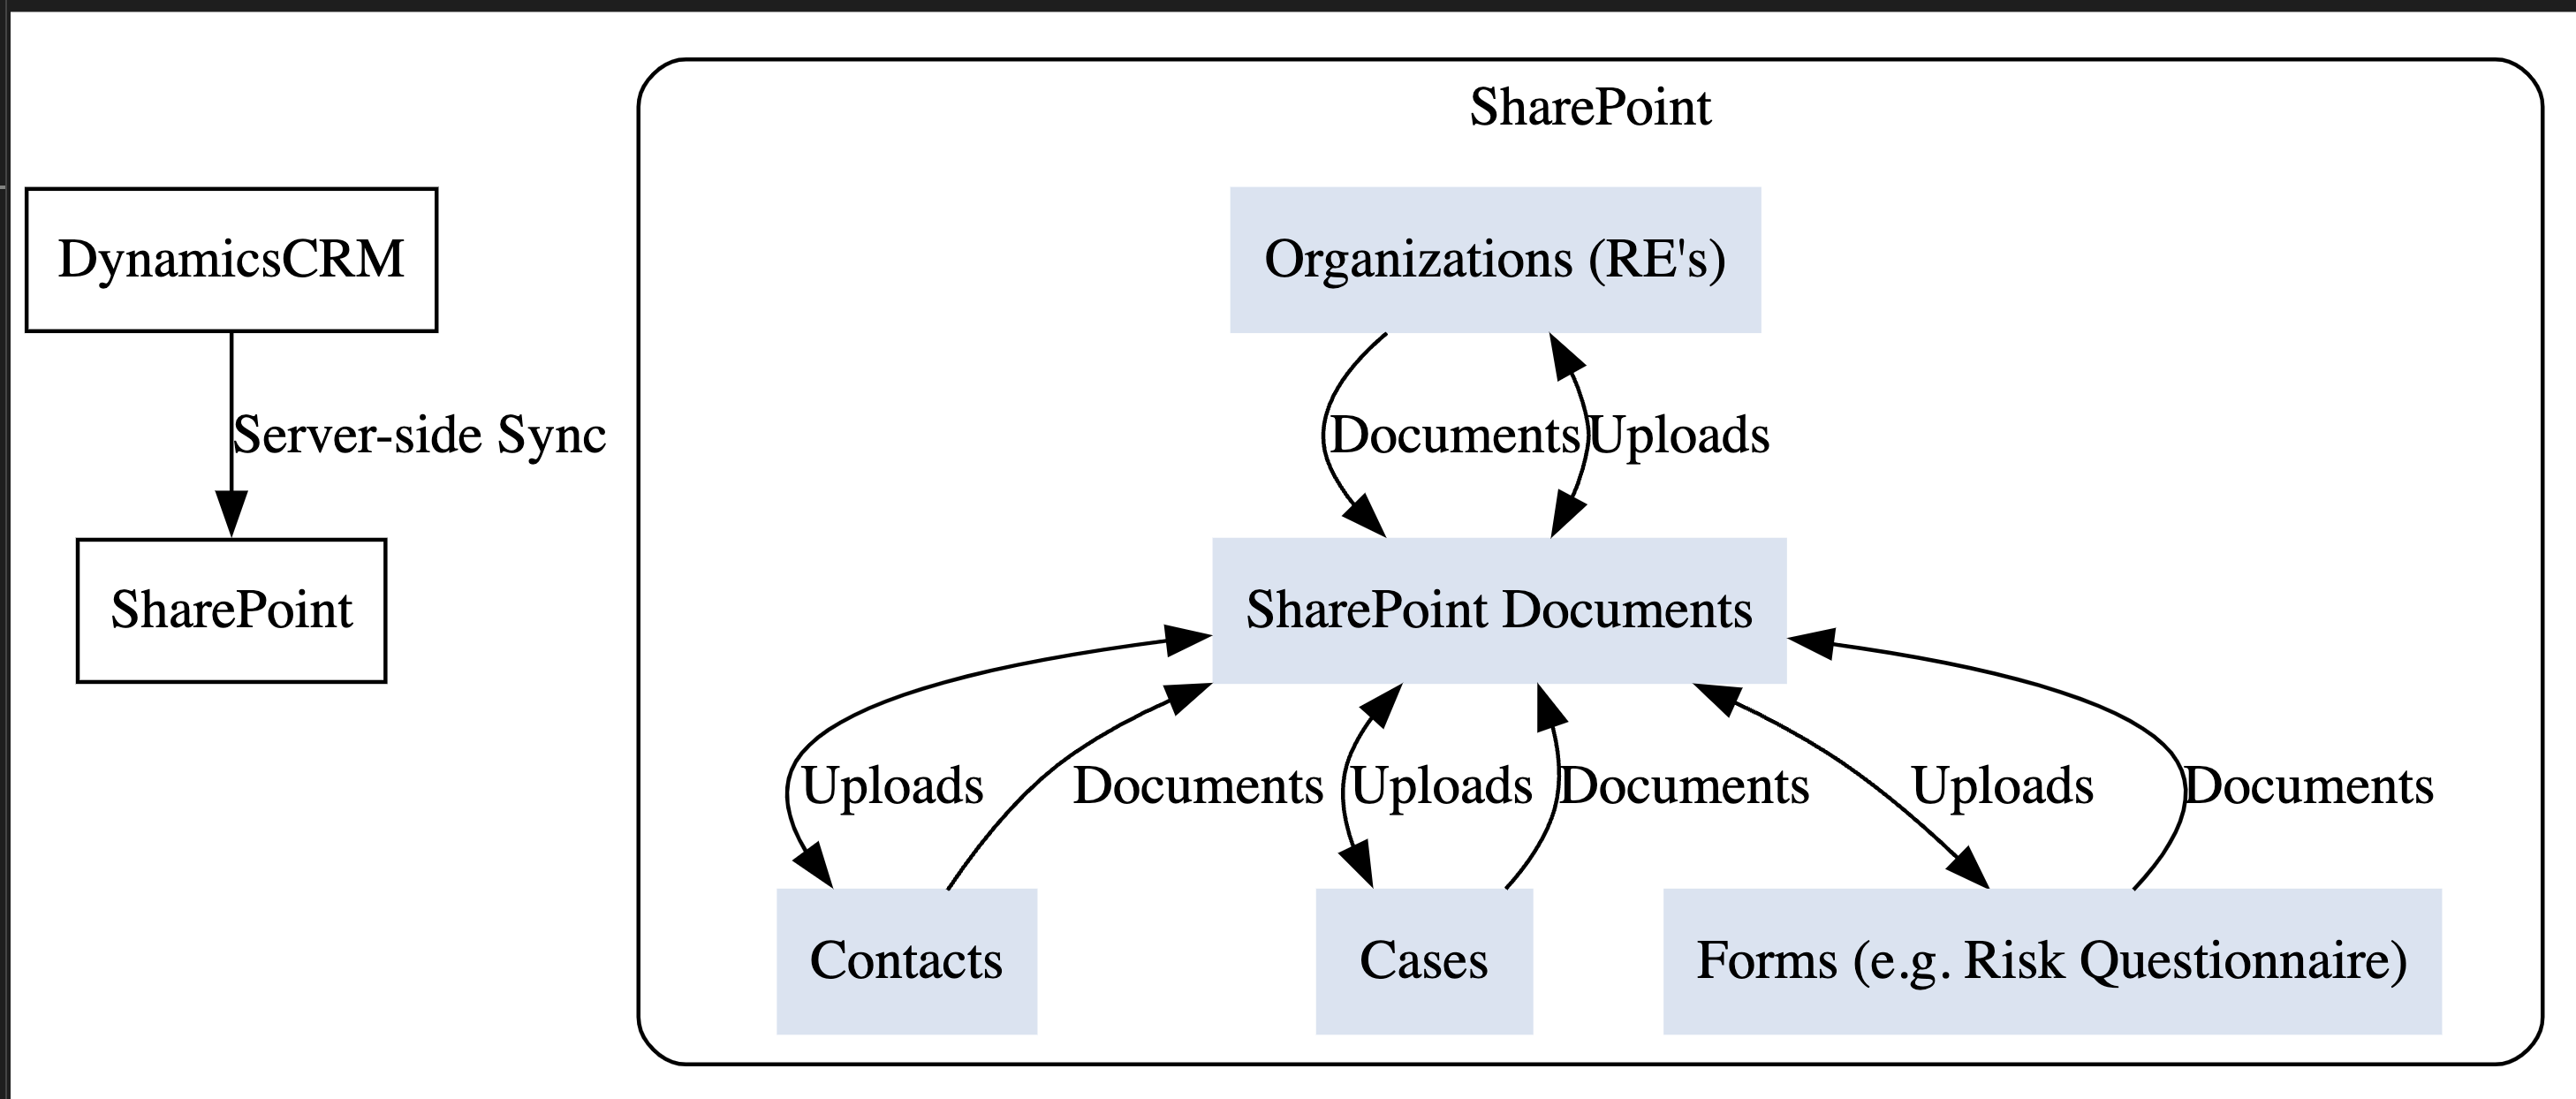 SharePoint
DynamicsCRM
Organizations (RE's)
Server-side Sync
Documents
Uploads
SharePoint
SharePoint Documents
Uploads
Documents
Uploads
Documents
Uploads
Documents
Contacts
Cases
Forms (e.g. Risk Questionnaire)